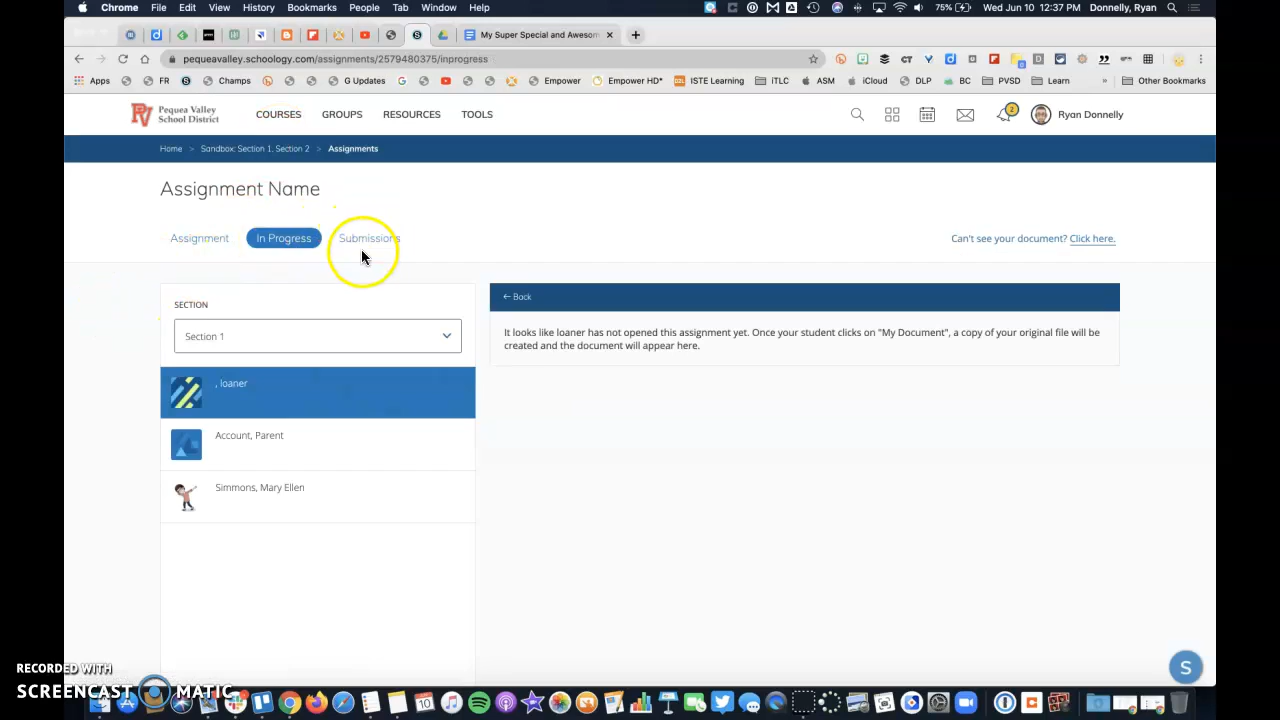 Chrome File Edit View History Bookmarks People Tab Window Help 75% Wed Jun 10 12:37 PM Donnelly, Ryan
My Super Special and Awesom
pequeavalley.schoology.com/assignments/2579480375/inprogress
Apps FR Champs G Updates Empower Empower HD* ISTE Learning iTLC ASM iCloud DLP BC PVSD Learn » Other Bookmarks
Pequea Valley
School District
COURSES GROUPS RESOURCES TOOLS 2 Ryan Donnelly
Home > Sandbox: Section 1, Section 2 > Assignments
Assignment Name
Assignment In Progress Submissions Can't see your document? Click here.
SECTION
Section 1
, loaner
Account, Parent
Simmons, Mary Ellen
← Back
It looks like loaner has not opened this assignment yet. Once your student clicks on "My Document", a copy of your original file will be
created and the document will appear here.
S
RECORDED WITH
SCREENCAST MATIC